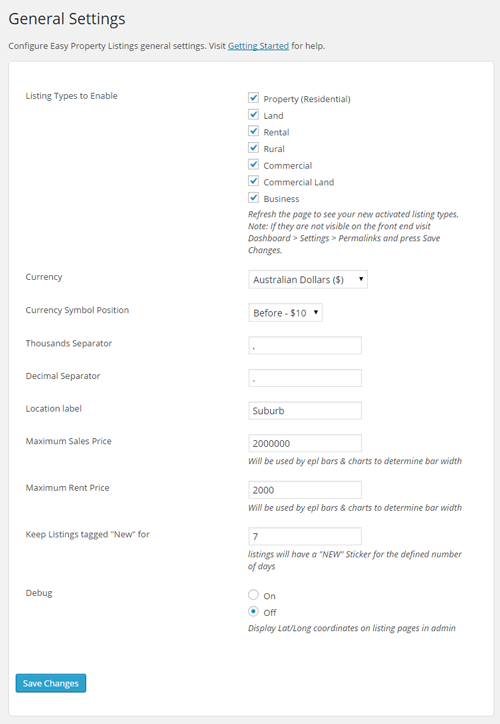 General Settings
Configure Easy Property Listings general settings. Visit Getting Started for help.
Listing Types to Enable
Property (Residential)
Land
Rental
Rural
Commercial
Commercial Land
Business
Refresh the page to see your new activated listing types.
Note: If they are not visible on the front end visit
Dashboard > Settings > Permalinks and press Save
Changes.
Currency
Australian Dollars ($)
Currency Symbol Position
Before - $10
Thousands Separator
,
Decimal Separator
.
Location label
Suburb
Maximum Sales Price
2000000
Will be used by epl bars & charts to determine bar width
Maximum Rent Price
2000
Will be used by epl bars & charts to determine bar width
Keep Listings tagged "New" for
7
listings will have a "NEW" Sticker for the defined number
of days
Debug
On
Off
Display Lat/Long coordinates on listing pages in admin
Save Changes